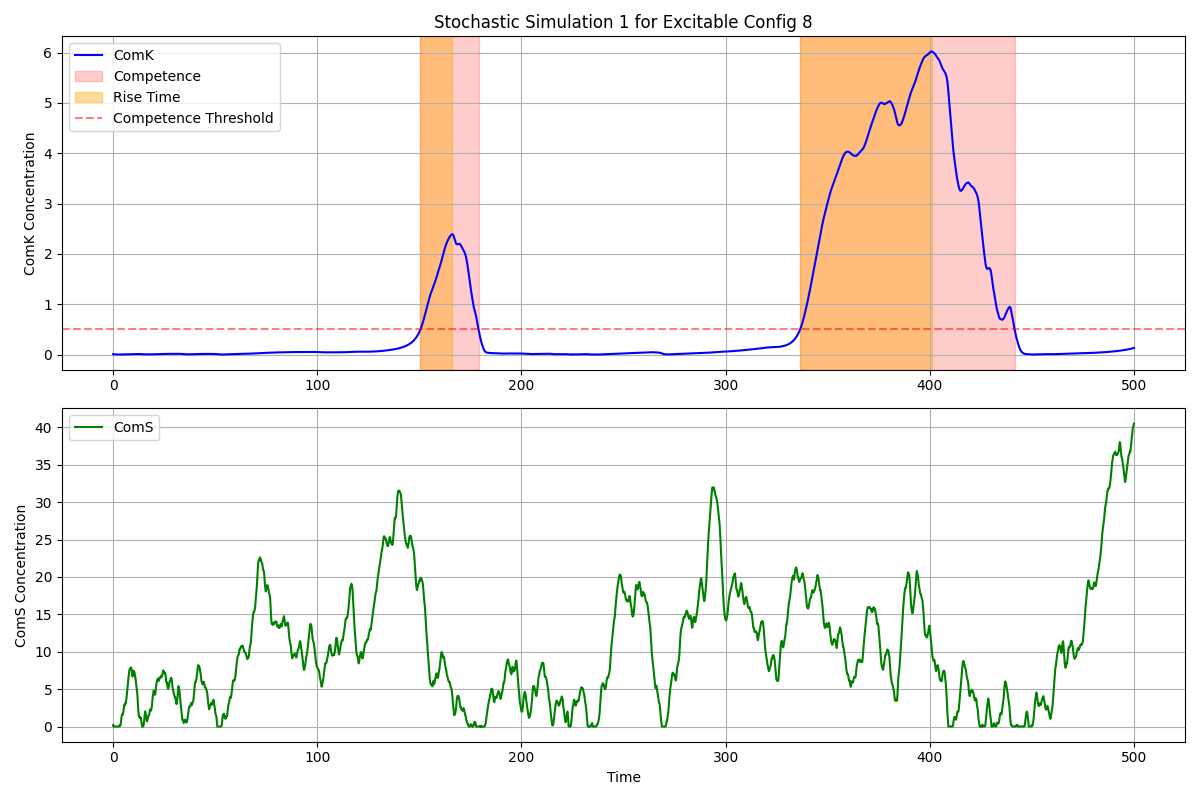 Stochastic Simulation 1 for Excitable Config 8
ComK Concentration
6
5
4
3
2
1
0
ComK
Competence
Rise Time
Competence Threshold
0 100 200 300 400 500
ComS Concentration
40
35
30
25
20
15
10
5
0
ComS
0 100 200 300 400 500
Time